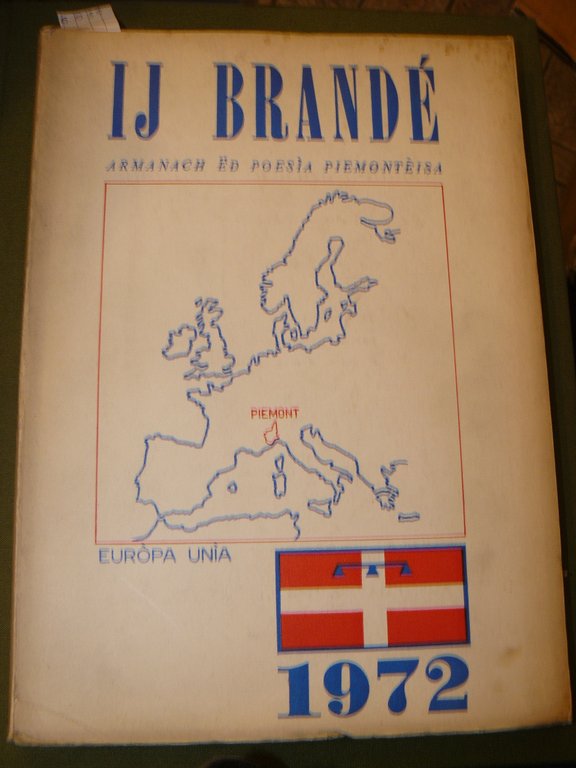 IJ BRANDÉ
ARMANACH ËD POESÌA PIEMONTÈISA
PIEMONT
EURÒPA UNÌA
1972